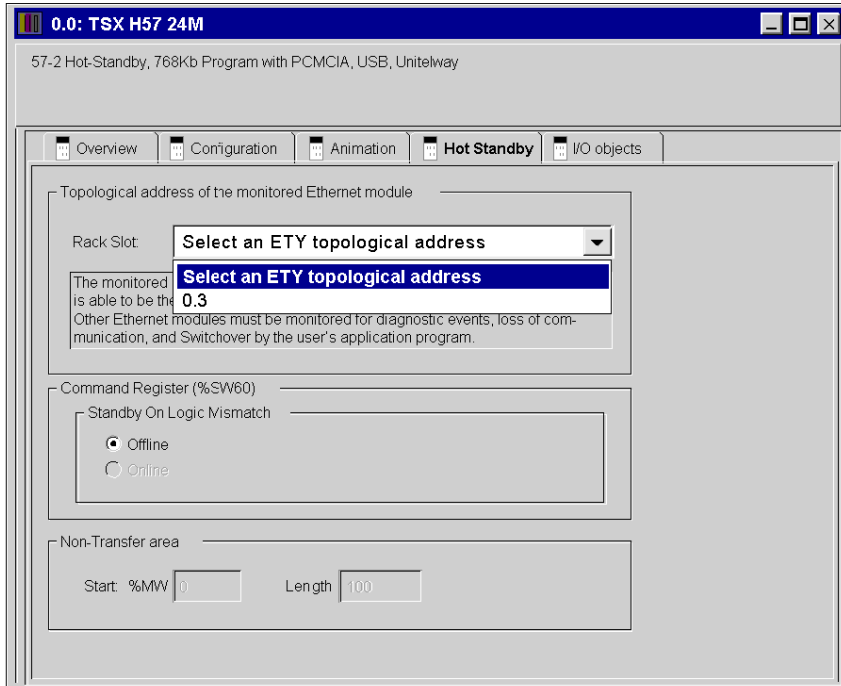 0.0: TSX H57 24M
57-2 Hot-Standby, 768Kb Program with PCMCIA, USB, Unitelway
Overview
Configuration
Animation
Hot Standby
I/O objects
Topological address of the monitored Ethernet module
Rack Slot: Select an ETY topological address
Select an ETY topological address
0.3
The monitored
is able to be the
Other Ethernet modules must be monitored for diagnostic events, loss of com-
munication, and Switchover by the user's application program.
Command Register (%SW60)
Standby On Logic Mismatch
Offline
Online
Non-Transfer area
Start: %MW 0 Length 100